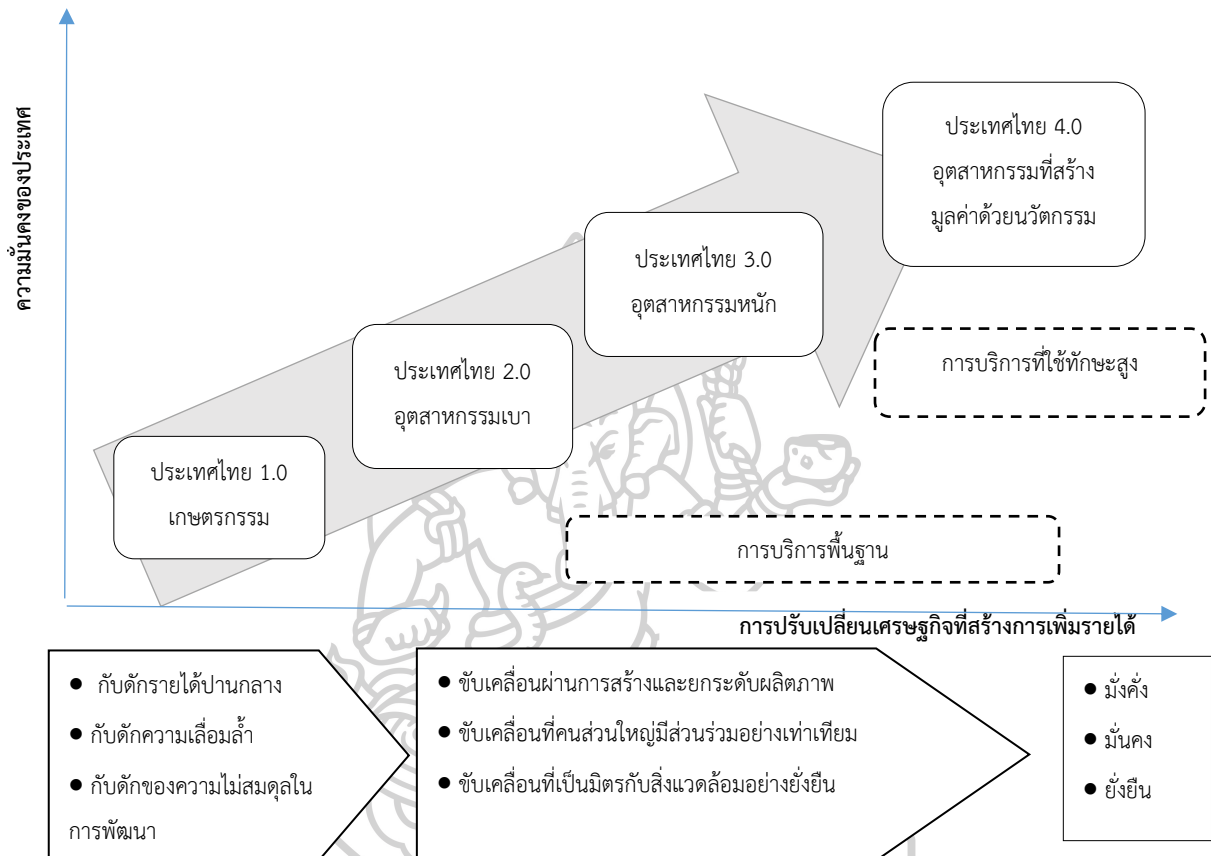 ความมั่นคงของประเทศ
ประเทศไทย 4.0
อุตสาหกรรมที่สร้าง
มูลค่าด้วยนวัตกรรม
ประเทศไทย 3.0
อุตสาหกรรมหนัก
ประเทศไทย 2.0
อุตสาหกรรมเบา
ประเทศไทย 1.0
เกษตรกรรม
การบริการที่ใช้ทักษะสูง
การบริการพื้นฐาน
การปรับเปลี่ยนเศรษฐกิจที่สร้างการเพิ่มรายได้
● กับดักรายได้ปานกลาง
● กับดักความเลื่อมล้ำ
● กับดักของความไม่สมดุลใน
การพัฒนา
● ขับเคลื่อนผ่านการสร้างและยกระดับผลิตภาพ
● ขับเคลื่อนที่คนส่วนใหญ่มีส่วนร่วมอย่างเท่าเทียม
● ขับเคลื่อนที่เป็นมิตรกับสิ่งแวดล้อมอย่างยั่งยืน
● มั่งคั่ง
● มั่นคง
● ยั่งยืน